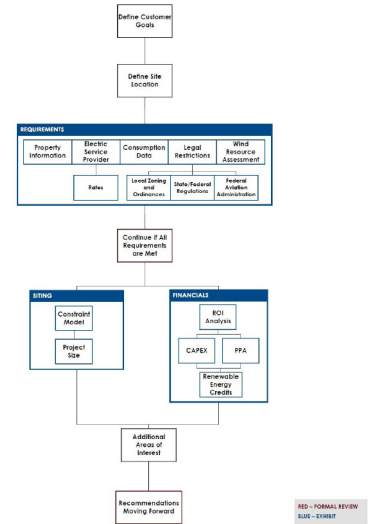 Define Customer
Goals
Define Site
Location
REQUIREMENTS
Property
Information
Electric
Service
Provider
Consumption
Data
Legal
Restrictions
Wind
Resource
Assessment
Rates
Local Zoning
and
Ordinances
State/Federal
Regulations
Federal
Aviation
Administration
Continue if All
Requirements
are Met
SITING
Constraint
Model
Project
Size
FINANCIALS
ROI
Analysis
CAPEX
PPA
Renewable
Energy
Credits
Additional
Areas of
Interest
Recommendations
Moving Forward
RED – FORMAL REVIEW
BLUE – EXHIBIT